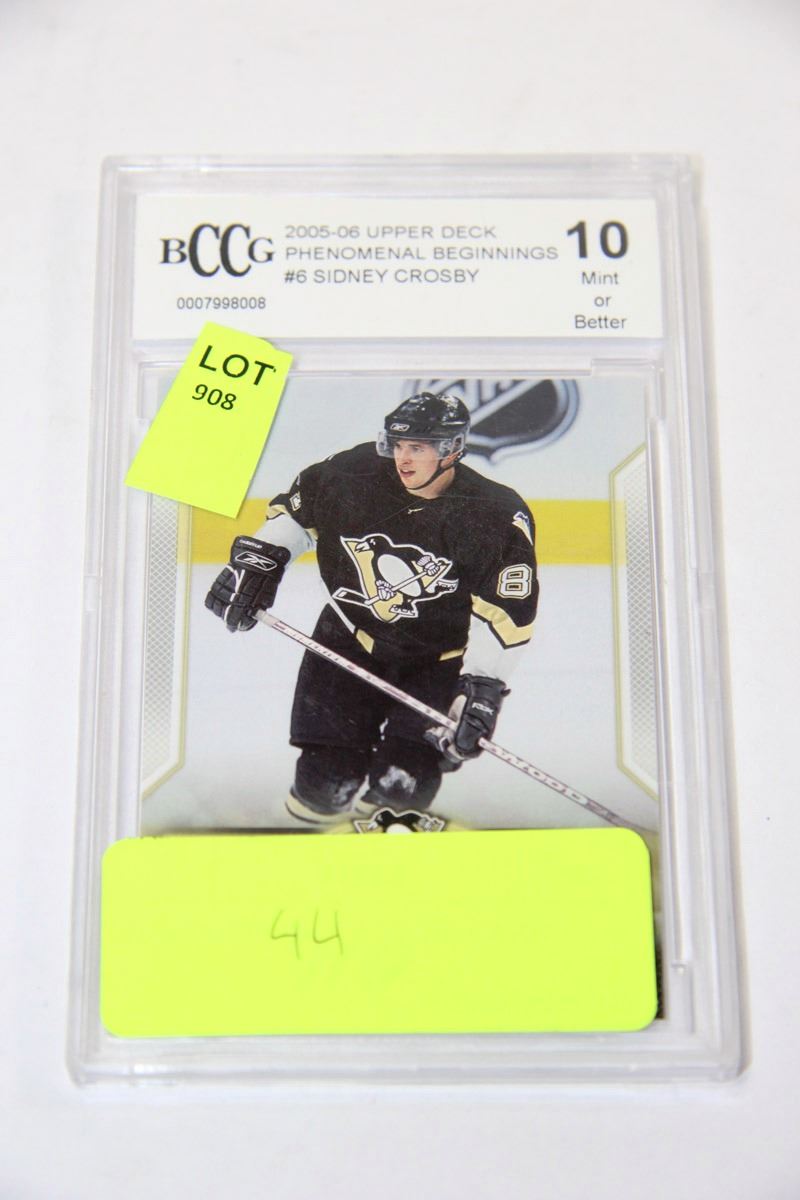 BCCG
0007998008
2005-06 UPPER DECK
PHENOMENAL BEGINNINGS
#6 SIDNEY CROSBY
10
Mint
or
Better
LOT
908
8
RBK
44